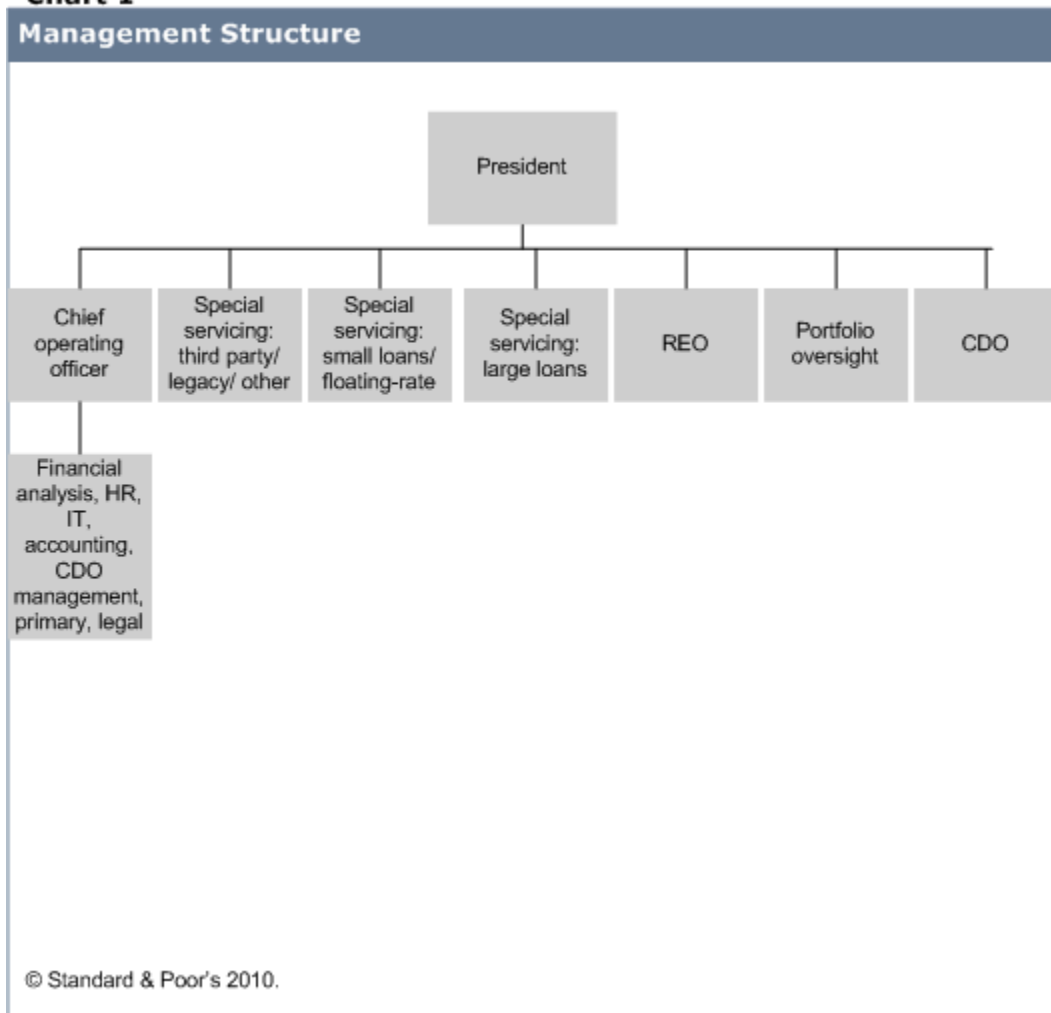 Chart 1
Management Structure
President
Chief
operating
officer
Special
servicing:
third party/
legacy/ other
Special
servicing:
small loans/
floating-rate
Special
servicing:
large loans
REO
Portfolio
oversight
CDO
Financial
analysis, HR,
IT,
accounting,
CDO
management,
primary, legal
© Standard & Poor's 2010.